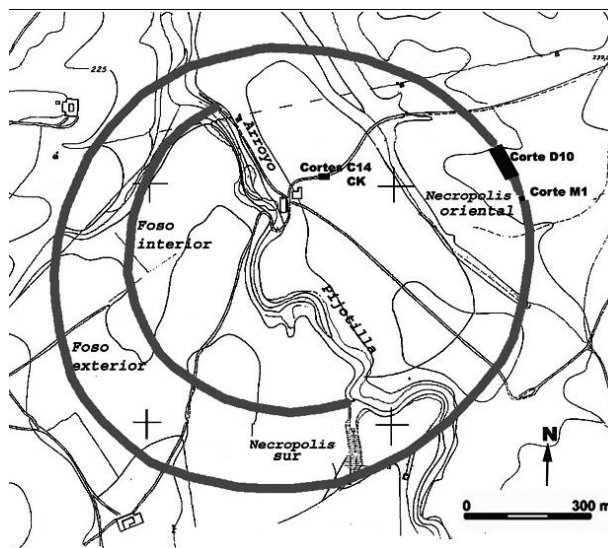 225
Arroyo
Cortes C14
CK
Corte D10
Corte M1
Necropolis
oriental
Foso
interior
Pijotilla
Foso
exterior
Necropolis
sur
N
0 300 m